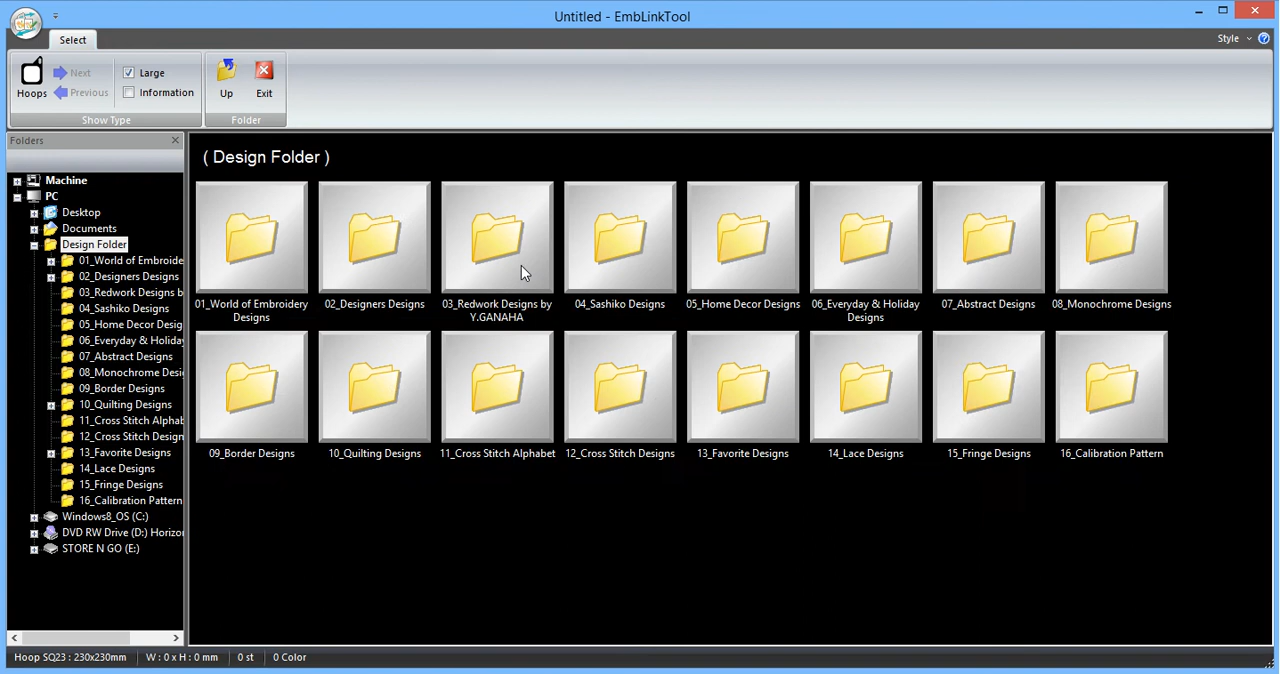 Untitled - EmbLinkTool
Select
Style
Hoops
Next
Previous
Large
Information
Up
Exit
Show Type
Folder
Folders
Machine
PC
Desktop
Documents
Design Folder
01_World of Embroide
02_Designers Designs
03_Redwork Designs b
04_Sashiko Designs
05_Home Decor Desig
06_Everyday & Holiday
07_Abstract Designs
08_Monochrome Desi
09_Border Designs
10_Quilting Designs
11_Cross Stitch Alphab
12_Cross Stitch Design
13_Favorite Designs
14_Lace Designs
15_Fringe Designs
16_Calibration Pattern
Windows8_OS (C:)
DVD RW Drive (D:) Horizo
STORE N GO (E:)
( Design Folder )
01_World of Embroidery
Designs
02_Designers Designs
03_Redwork Designs by
Y.GANAHA
04_Sashiko Designs
05_Home Decor Designs
06_Everyday & Holiday
Designs
07_Abstract Designs
08_Monochrome Designs
09_Border Designs
10_Quilting Designs
11_Cross Stitch Alphabet
12_Cross Stitch Designs
13_Favorite Designs
14_Lace Designs
15_Fringe Designs
16_Calibration Pattern
Hoop SQ23 : 230x230mm
W : 0 x H : 0 mm
0 st
0 Color